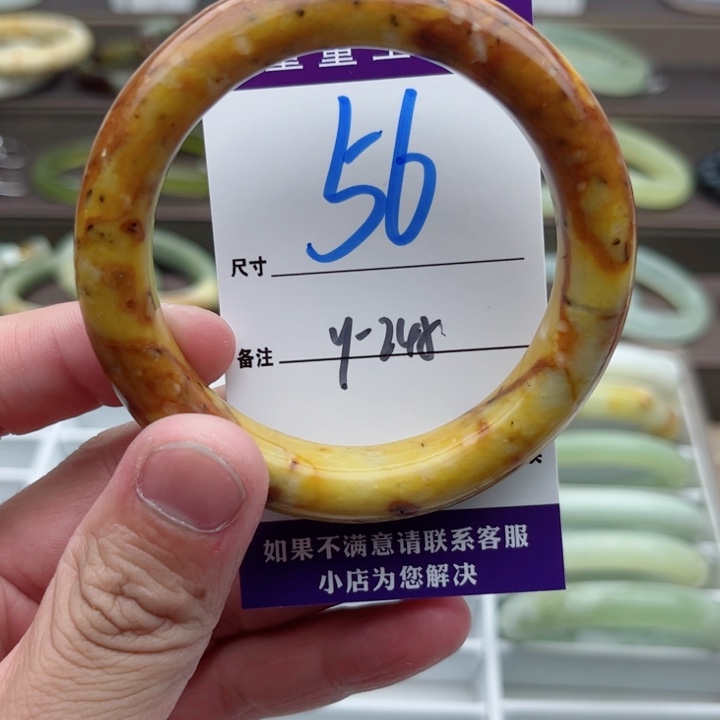 56
尺寸
y-248
备注
如果不满意请联系客服
小店为您解决